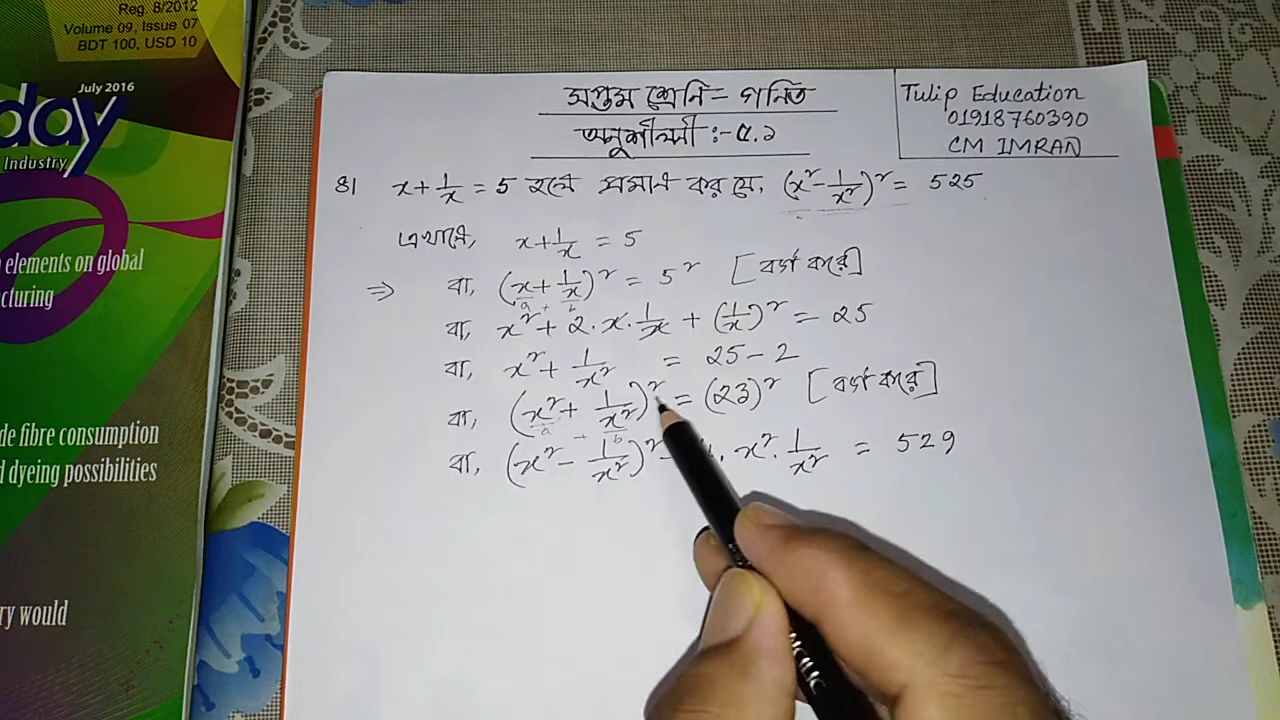 Reg. 8/2012
Volume 09, Issue 07
BDT 100, USD 10
July 2016
day
Industry
elements on global
cturing
de fibre consumption
d dyeing possibilities
ry would
সপ্তম শ্রেনি - গনিত
অনুশীলনী :- ৫.১
Tulip Education
01918760390
CM IMRAN
৪। x + 1/x = 5 হলে প্রমাণ কর যে, (x² - 1/x²)² = 525
এখানে, x + 1/x = 5
⇒ বা, (x + 1/x)² = 5² [বর্গ করে]
a + b
বা, x² + 2 · x · 1/x + (1/x)² = 25
বা, x² + 1/x² = 25 - 2
বা, (x² + 1/x²)² = (23)² [বর্গ করে]
a + b
বা, (x² - 1/x²)² · x² · 1/x² = 529